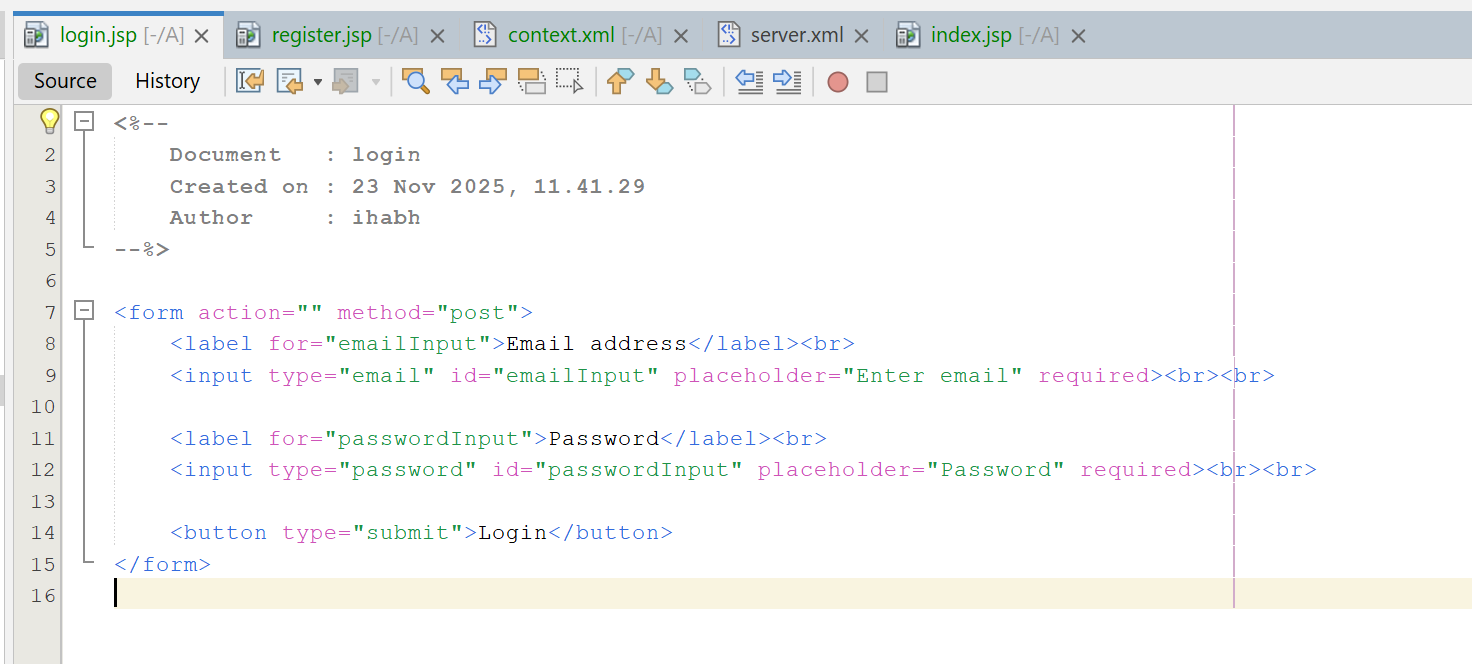 login.jsp [-/A] register.jsp [-/A] context.xml [-/A] server.xml index.jsp [-/A]
Source History
<%--
2     Document   : login
3     Created on : 23 Nov 2025, 11.41.29
4     Author     : ihabh
5 --%>
6
7 <form action="" method="post">
8     <label for="emailInput">Email address</label><br>
9     <input type="email" id="emailInput" placeholder="Enter email" required><br><br>
10
11     <label for="passwordInput">Password</label><br>
12     <input type="password" id="passwordInput" placeholder="Password" required><br><br>
13
14     <button type="submit">Login</button>
15 </form>
16